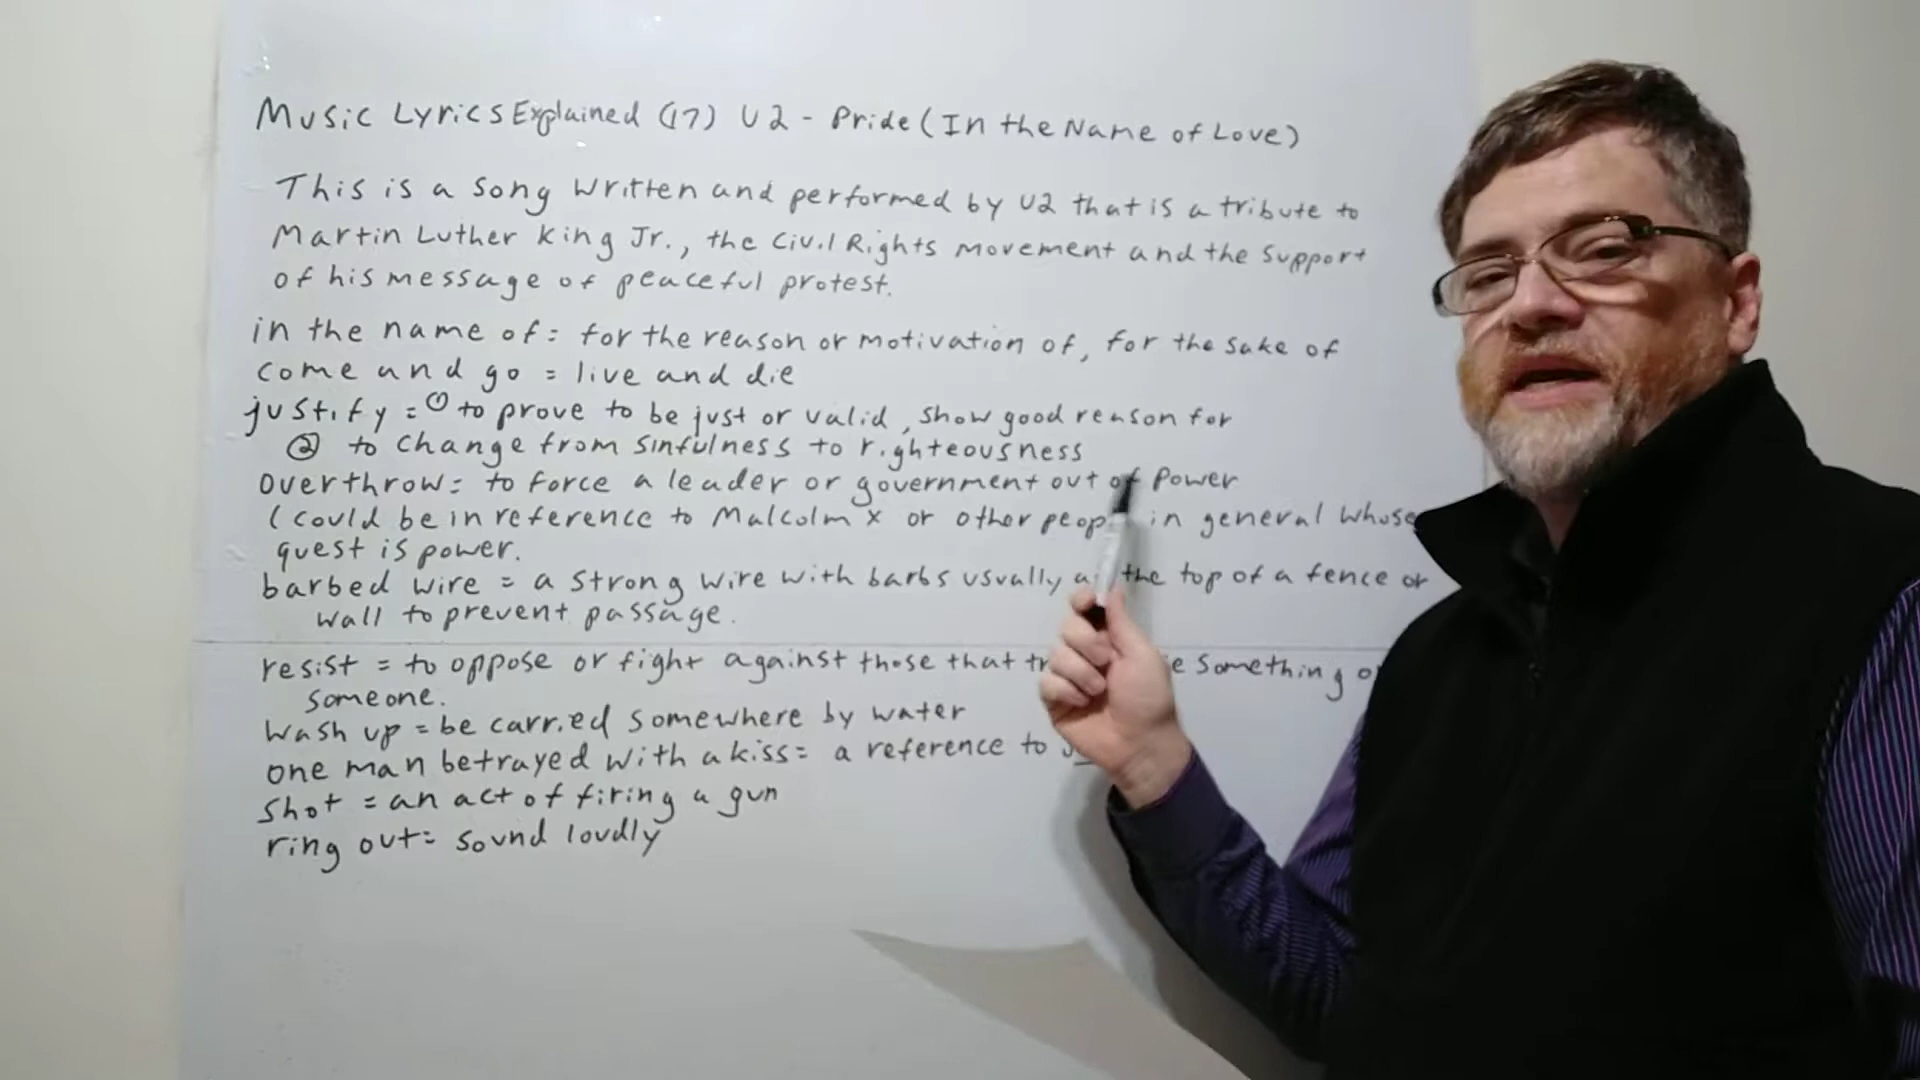 Music Lyrics Explained (17) U2 - Pride (In the Name of Love)
This is a song written and performed by U2 that is a tribute to
Martin Luther King Jr., the Civil Rights Movement and the support
of his message of peaceful protest.
in the name of = for the reason or motivation of, for the sake of
come and go = live and die
justify = ① to prove to be just or valid, show good reason for
② to change from sinfulness to righteousness
overthrow = to force a leader or government out of power
(could be in reference to Malcolm X or other in general whose
quest is power.
barbed wire = a strong wire with barbs usually the top of a fence or
wall to prevent passage.
resist = to oppose or fight against those that something
someone.
wash up = be carried somewhere by water
one man betrayed with a kiss = a reference to
shot = an act of firing a gun
ring out = sound loudly